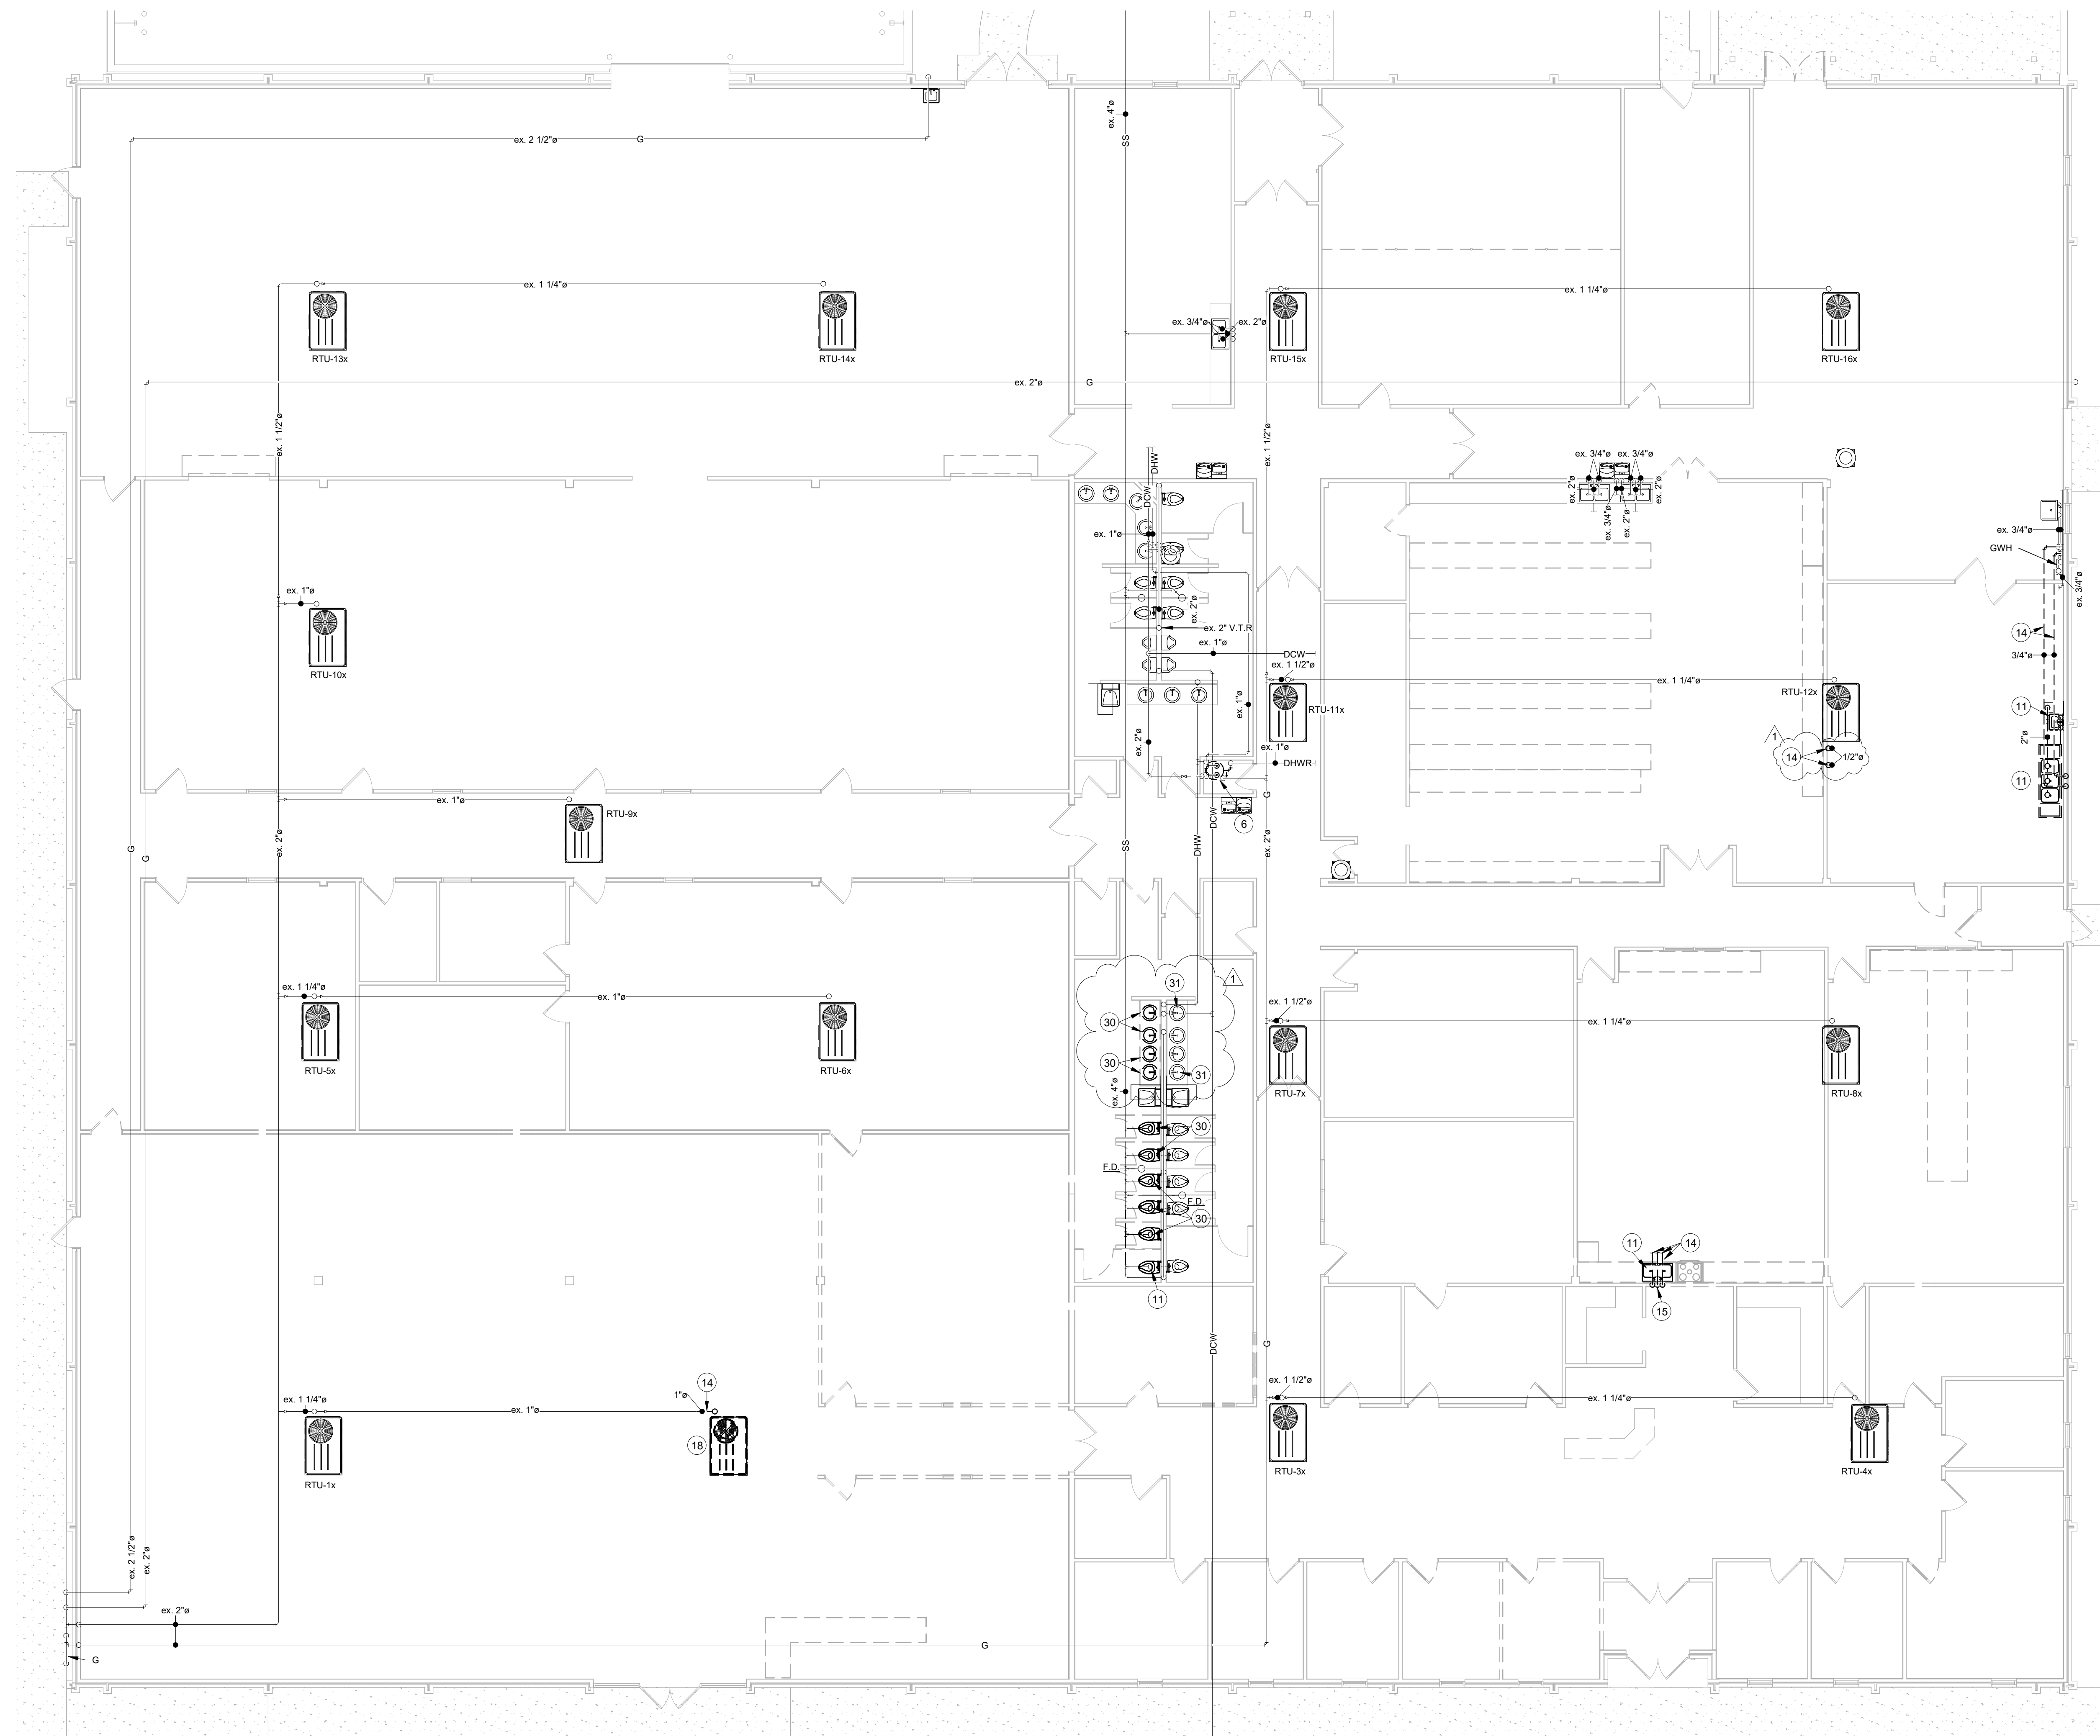 ex. 4"ø
SS
ex. 2 1/2"ø
G
ex. 1 1/4"ø
ex. 1 1/4"ø
ex. 3/4"ø
ex. 2"ø
RTU-13x
RTU-14x
RTU-15x
RTU-16x
ex. 2"ø
G
ex. 1 1/2"ø
ex. 1 1/2"ø
DHW
DCW
ex. 3/4"ø
ex. 3/4"ø
ex. 2"ø
ex. 2"ø
ex. 3/4"ø
ex. 2"ø
ex. 1"ø
ex. 3/4"ø
GWH
ex. 3/4"ø
ex. 1"ø
ex. 2"ø
ex. 2" V.T.R
14
ex. 1"ø
DCW
3/4"ø
ex. 1 1/2"ø
RTU-10x
ex. 1 1/4"ø
RTU-12x
ex. 1"ø
RTU-11x
11
1
2"ø
ex. 2"ø
ex. 1"ø
14
1/2"ø
DHWR
11
G
ex. 1"ø
RTU-9x
DCW
6
ex. 2"ø
ex. 2"ø
SS
DHW
G
G
1
31
ex. 1 1/4"ø
ex. 1"ø
ex. 1 1/2"ø
30
ex. 1 1/4"ø
30
31
RTU-5x
RTU-6x
ex. 4"ø
RTU-7x
RTU-8x
30
F.D.
F.D.
30
11
14
11
15
DCW
G
14
1"ø
ex. 1 1/4"ø
ex. 1"ø
ex. 1 1/2"ø
ex. 1 1/4"ø
18
RTU-1x
RTU-3x
RTU-4x
ex. 2 1/2"ø
ex. 2"ø
ex. 2"ø
G
G